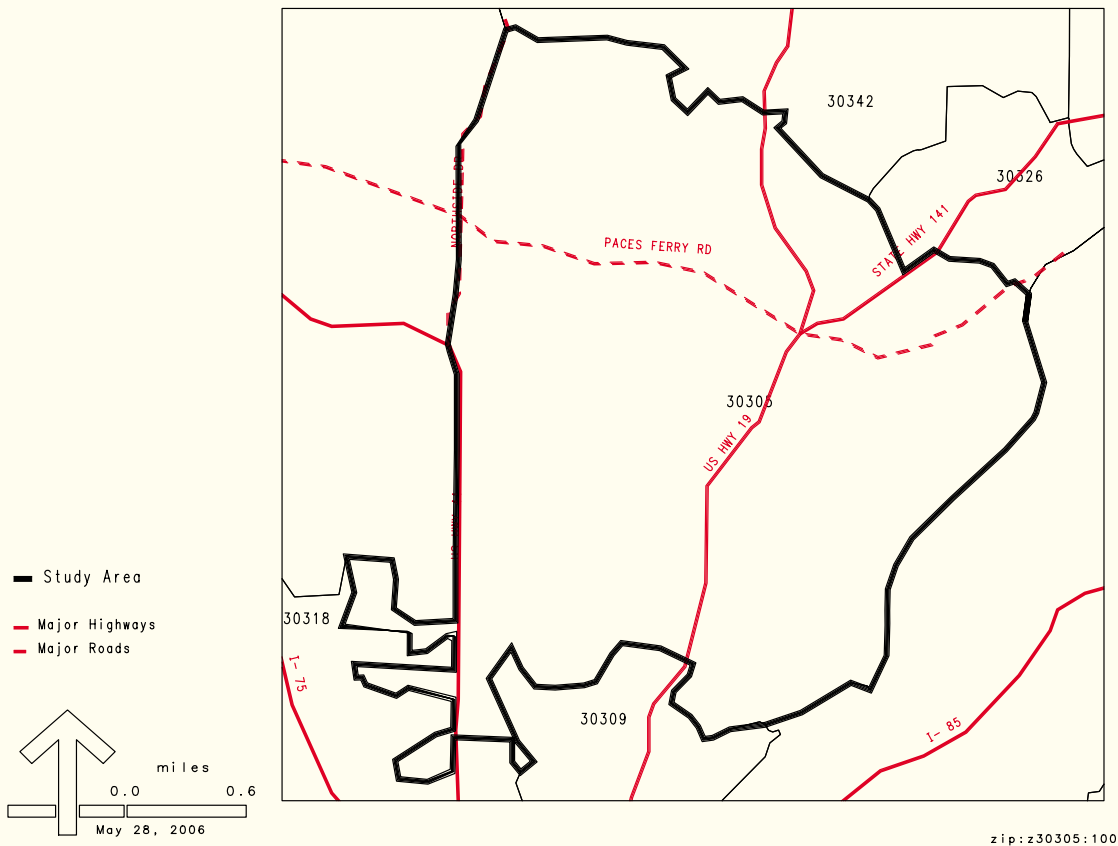 30342
30326
STATE HWY 141
NORTHSIDE DR
PACES FERRY RD
30305
US HWY 19
Study Area
30318
Major Highways
Major Roads
I- 75
30309
I- 85
miles
0.0 0.6
May 28, 2006
zip:z30305:100